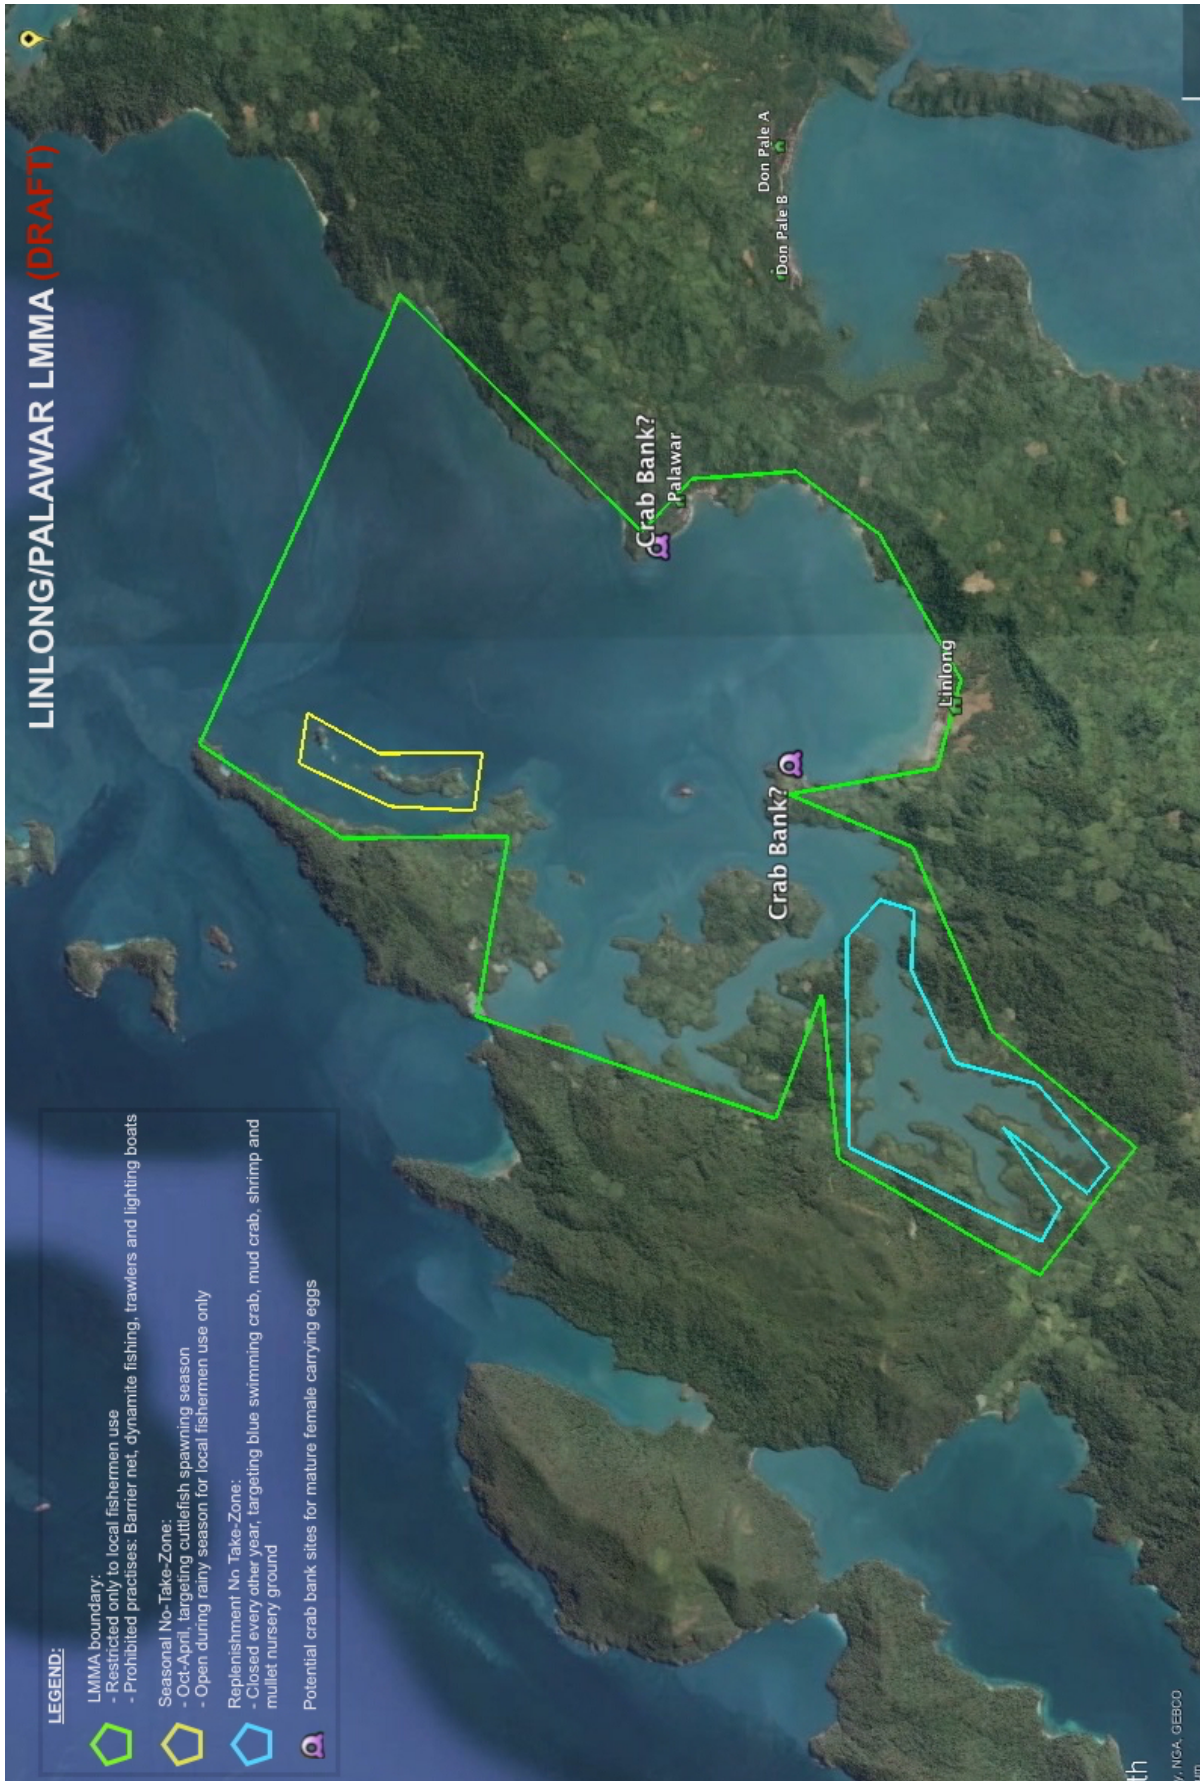 LINLONG/PALAWAR LMMA (DRAFT)
LEGEND:
LMMA boundary:
- Restricted only to local fishermen use
- Prohibited practises: Barrier net, dynamite fishing, trawlers and lighting boats
Seasonal No-Take-Zone:
- Oct-April, targeting cuttlefish spawning season
- Open during rainy season for local fishermen use only
Replenishment Nn Take-Zone:
- Closed every other year, targeting blue swimming crab, mud crab, shrimp and
mullet nursery ground
Potential crab bank sites for mature female carrying eggs
Crab Bank?
Palawar
Don Pale A
Don Pale B
Crab Bank?
Linlong
th
, NGA, GEBCO